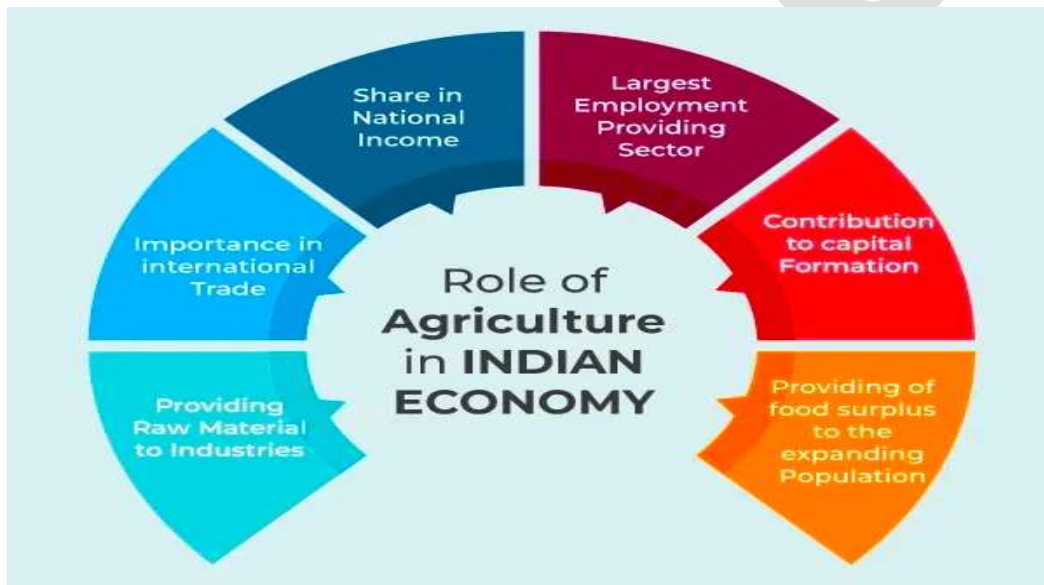 Share in
National
Income
Largest
Employment
Providing
Sector
Importance in
international
Trade
Contribution
to capital
Formation
Role of
Agriculture
in INDIAN
ECONOMY
Providing
Raw Material
to Industries
Providing of
food surplus
to the
expanding
Population